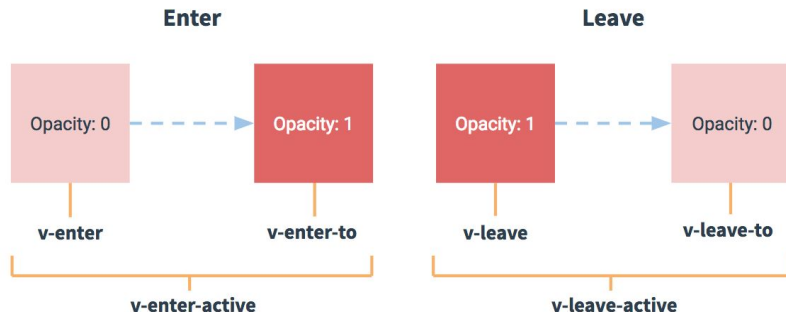 Enter
Leave
Opacity: 0
Opacity: 1
Opacity: 1
Opacity: 0
v-enter
v-enter-to
v-leave
v-leave-to
v-enter-active
v-leave-active